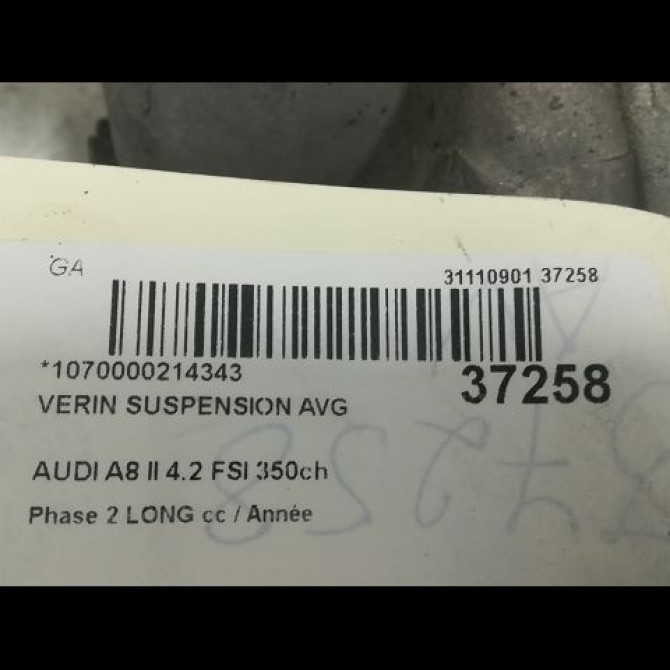 GA
31110901 37258
*1070000214343
37258
VERIN SUSPENSION AVG
AUDI A8 II 4.2 FSI 350ch
Phase 2 LONG cc / Année
37258